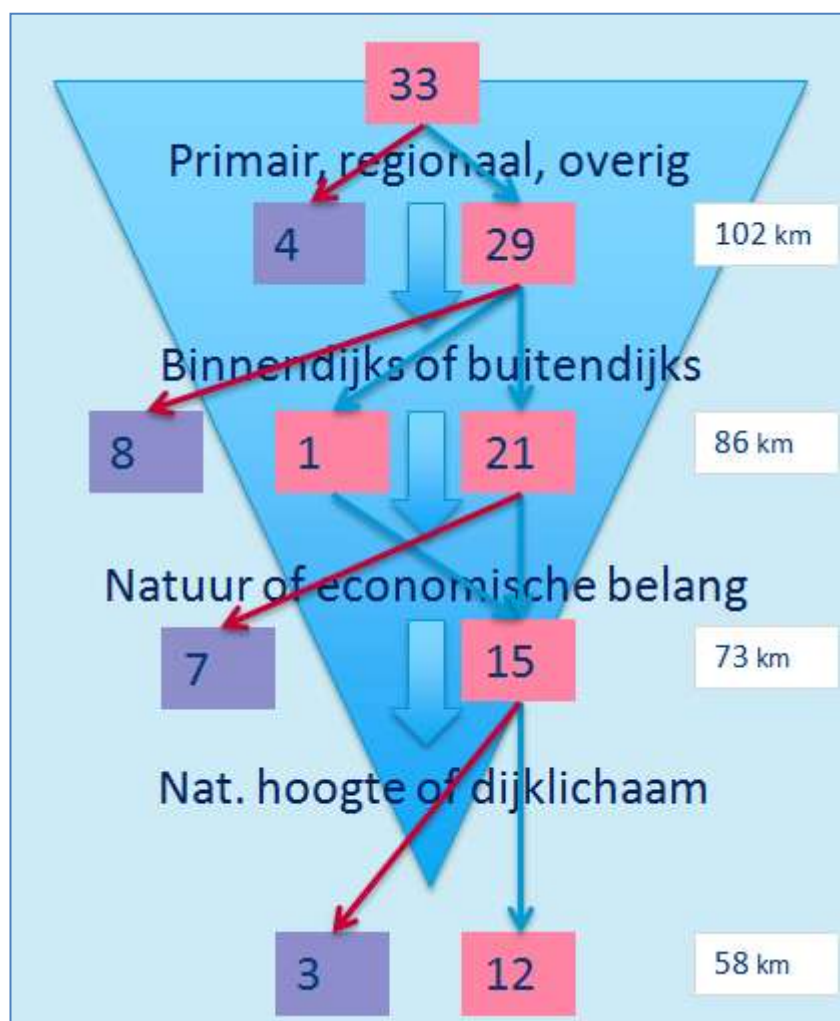 33
Primair, regionaal, overig
4 29 102 km
Binnendijks of buitendijks
8 1 21 86 km
Natuur of economische belang
7 15 73 km
Nat. hoogte of dijklichaam
3 12 58 km